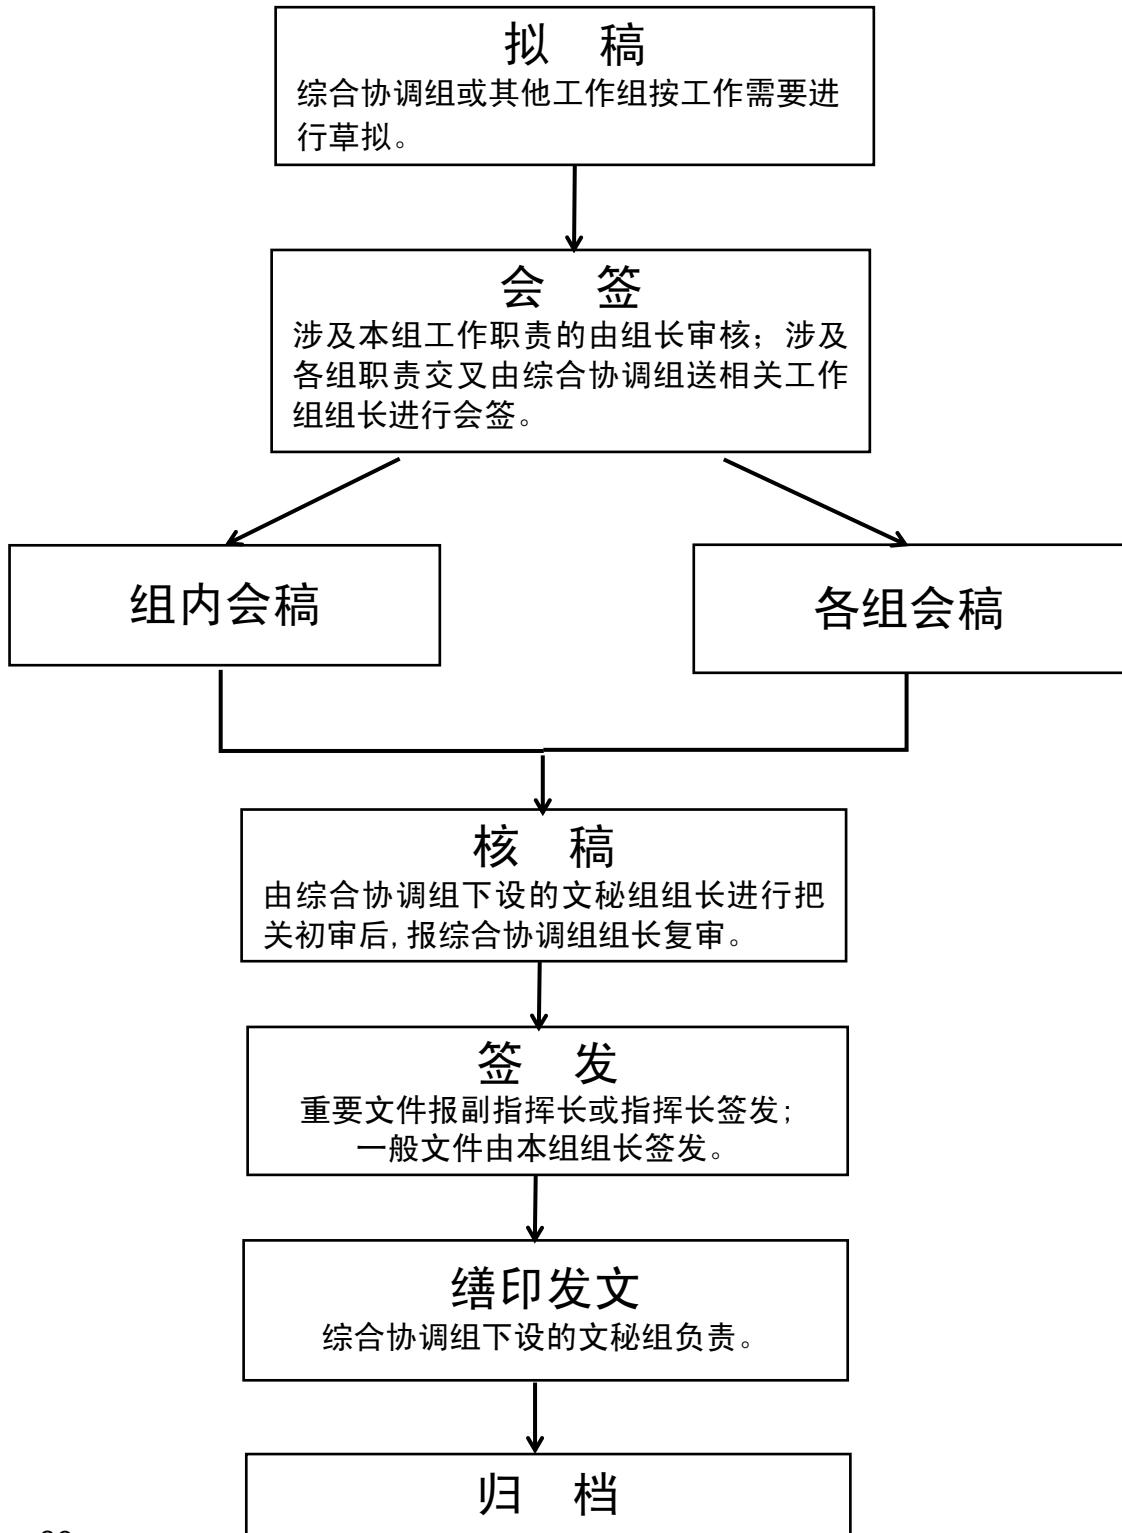 拟　稿
综合协调组或其他工作组按工作需要进
行草拟。
会　签
涉及本组工作职责的由组长审核；涉及
各组职责交叉由综合协调组送相关工作
组组长进行会签。
组内会稿
各组会稿
核　稿
由综合协调组下设的文秘组组长进行把
关初审后,报综合协调组组长复审。
签　发
重要文件报副指挥长或指挥长签发;
一般文件由本组组长签发。
缮印发文
综合协调组下设的文秘组负责。
归　档